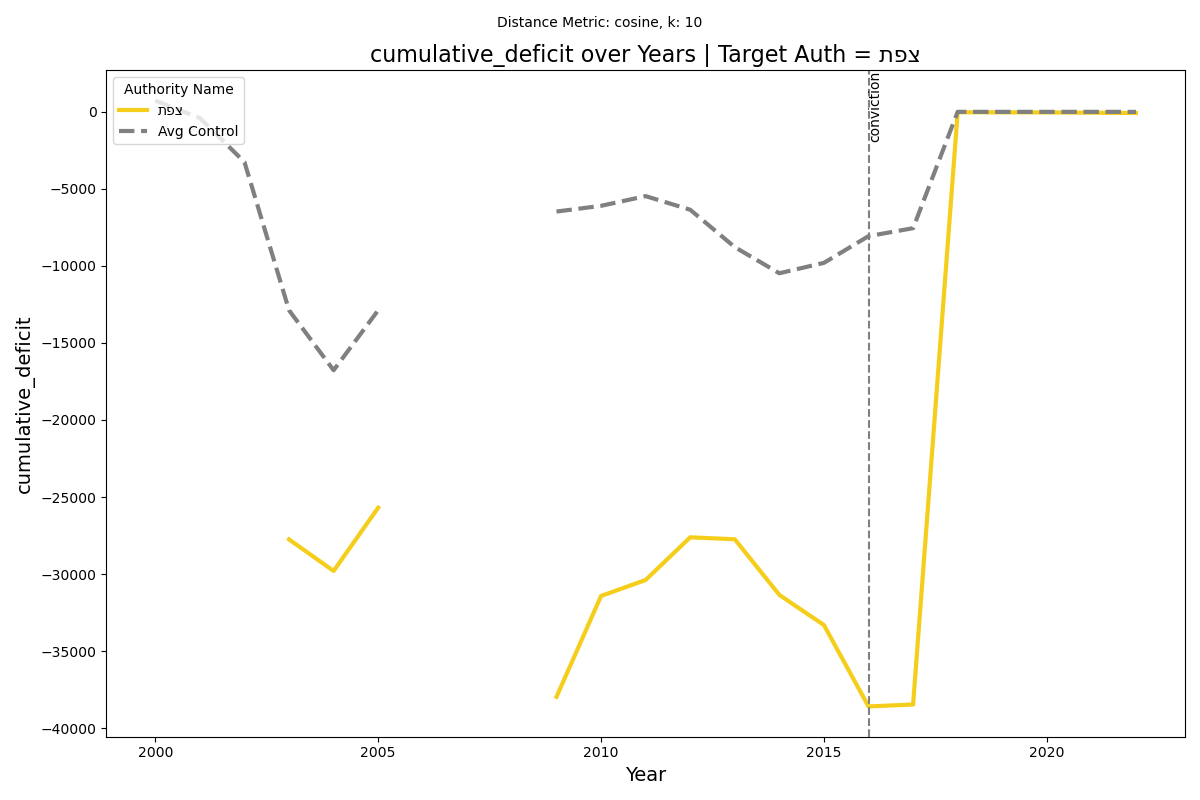 Distance Metric: cosine, k: 10
cumulative_deficit over Years | Target Auth = צפת
Authority Name
צפת
Avg Control
conviction
cumulative_deficit
0
−5000
−10000
−15000
−20000
−25000
−30000
−35000
−40000
2000
2005
2010
2015
2020
Year